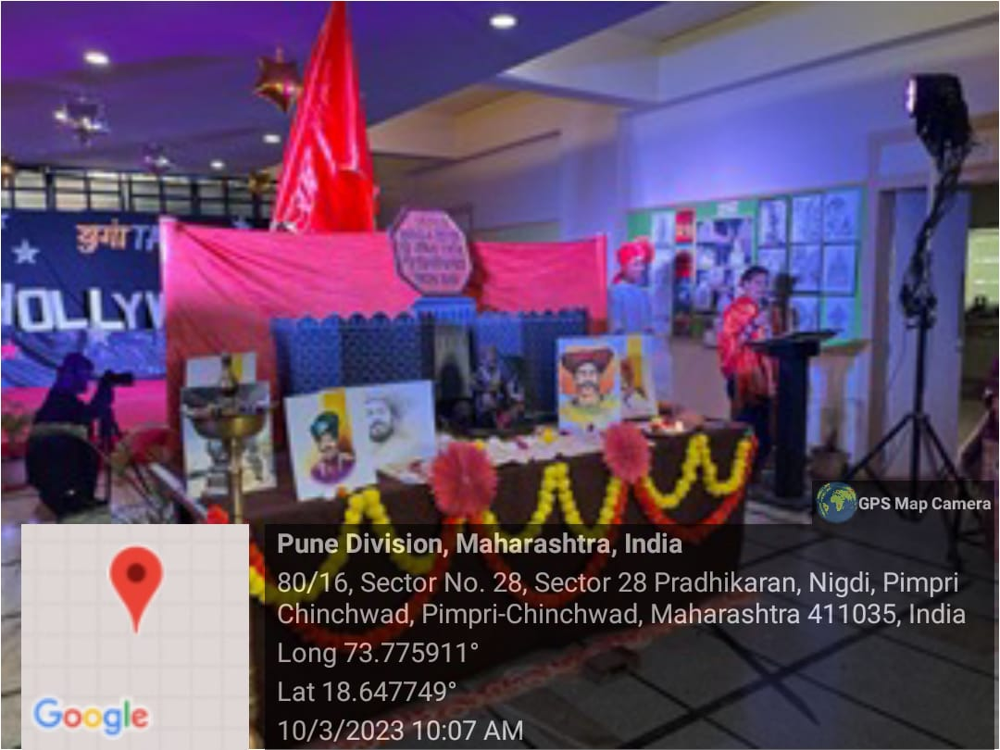 युगांTA
HOLLYW
GPS Map Camera
Pune Division, Maharashtra, India
80/16, Sector No. 28, Sector 28 Pradhikaran, Nigdi, Pimpri
Chinchwad, Pimpri-Chinchwad, Maharashtra 411035, India
Long 73.775911°
Lat 18.647749°
10/3/2023 10:07 AM
Google